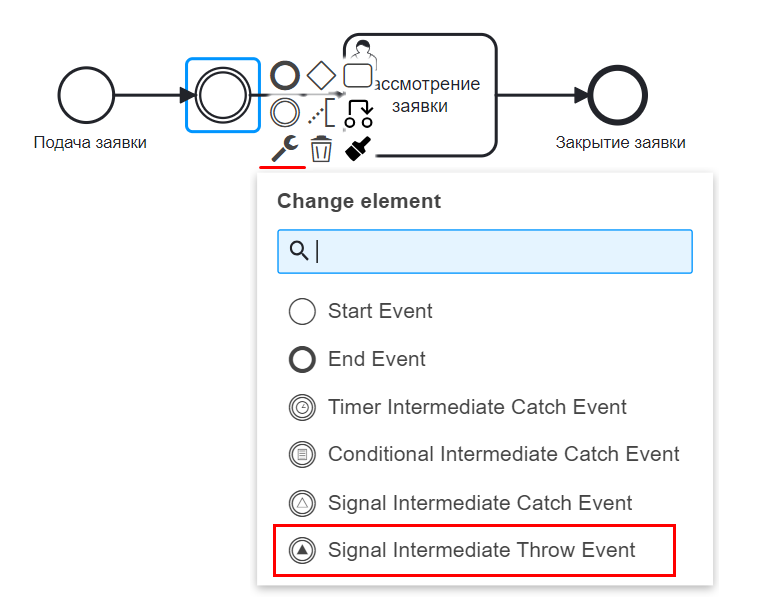 ассмотрение
заявки
Подача заявки
Закрытие заявки
Change element
Start Event
End Event
Timer Intermediate Catch Event
Conditional Intermediate Catch Event
Signal Intermediate Catch Event
Signal Intermediate Throw Event